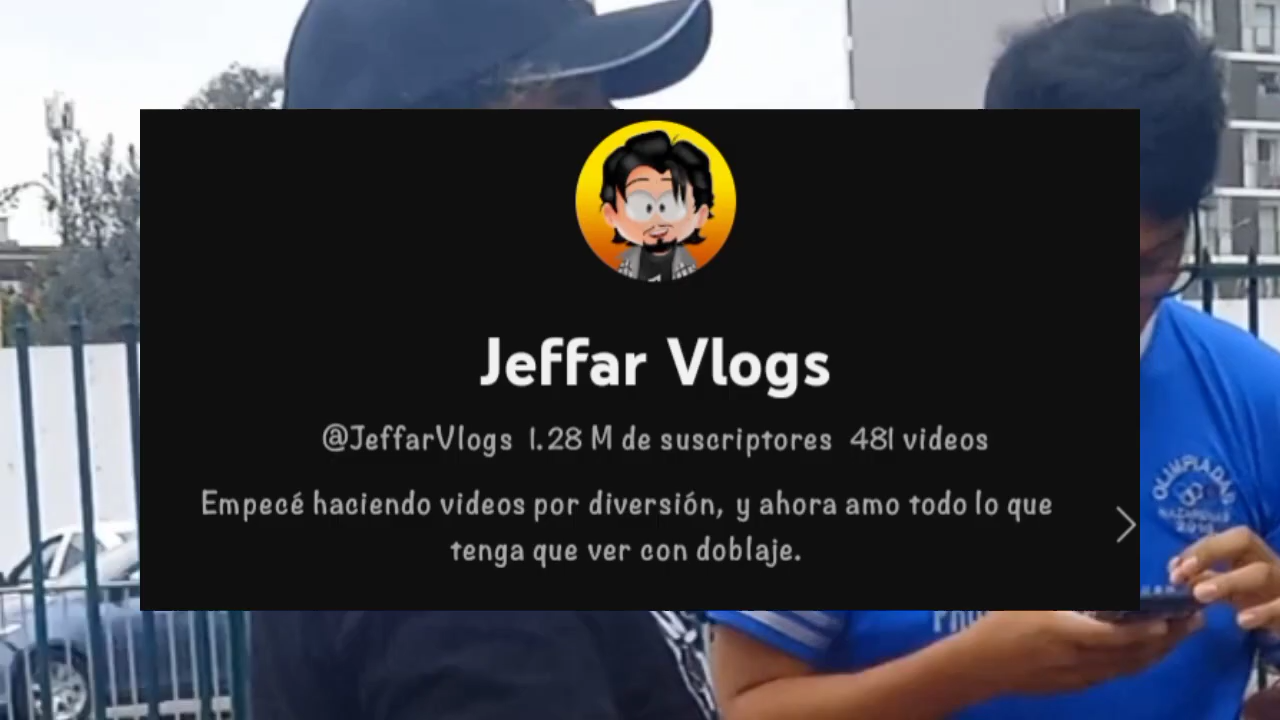 Jeffar Vlogs
@JeffarVlogs 1.28 M de suscriptores 481 videos
Empecé haciendo videos por diversión, y ahora amo todo lo que
tenga que ver con doblaje.
OLIMPIADAS